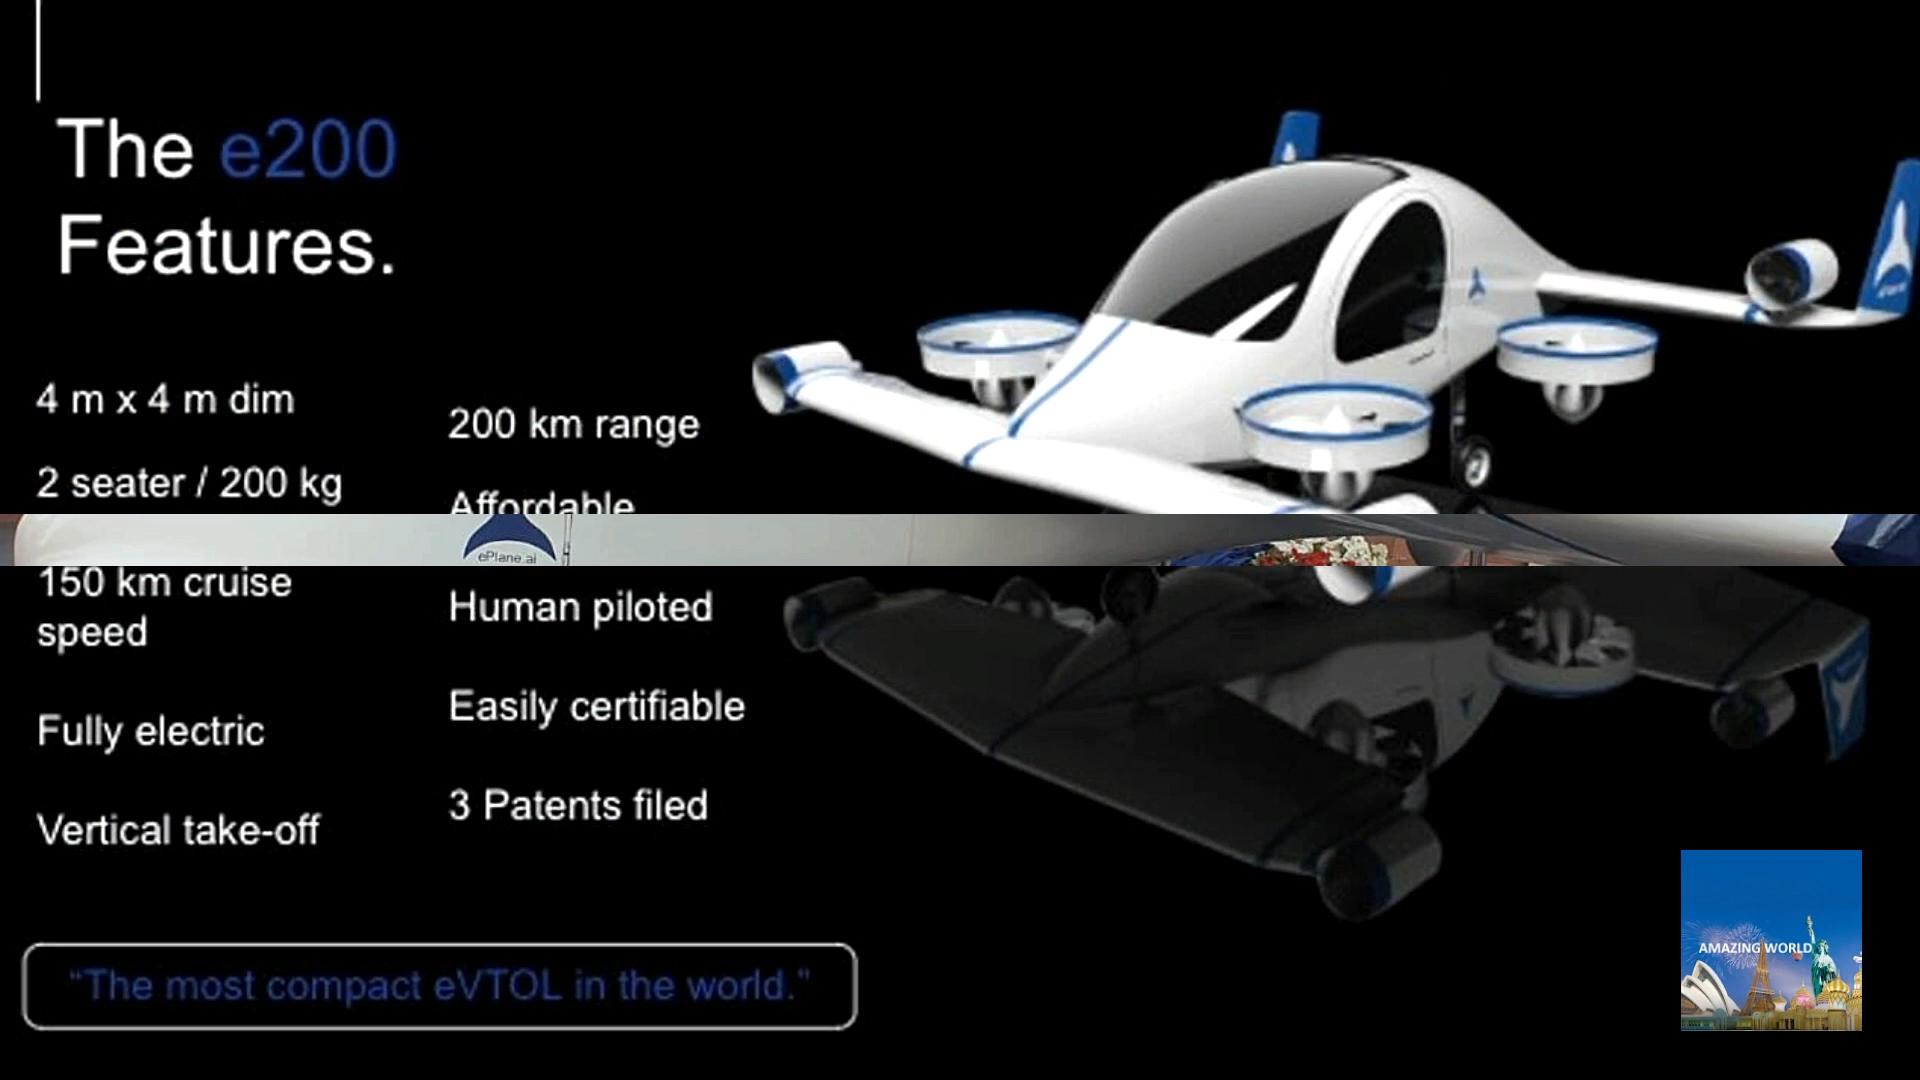 The e200
Features.
4 m x 4 m dim
2 seater / 200 kg
150 km cruise
speed
Fully electric
Vertical take-off
200 km range
Affordable
Human piloted
Easily certifiable
3 Patents filed
ePlane.ai
"The most compact eVTOL in the world."
AMAZING WORLD